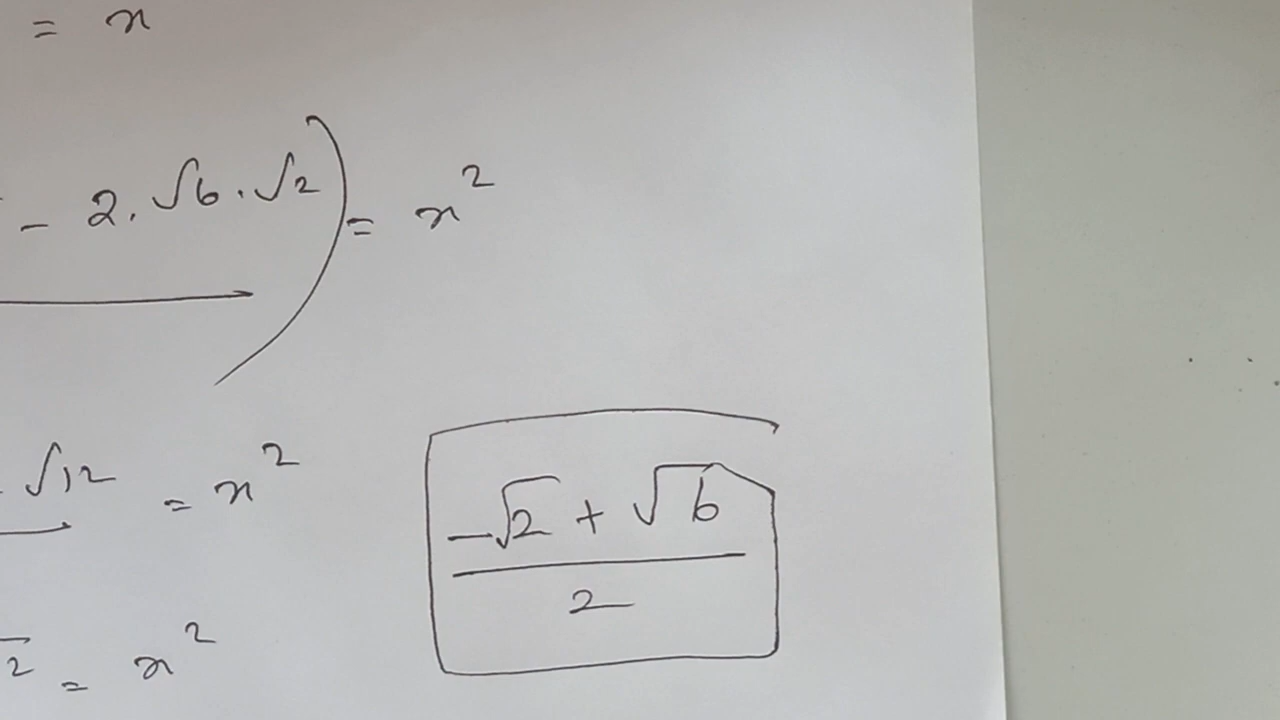 = x
- 2.√6.√2) = x²
√12 = x²
-√2 + √6
2
2 = x²